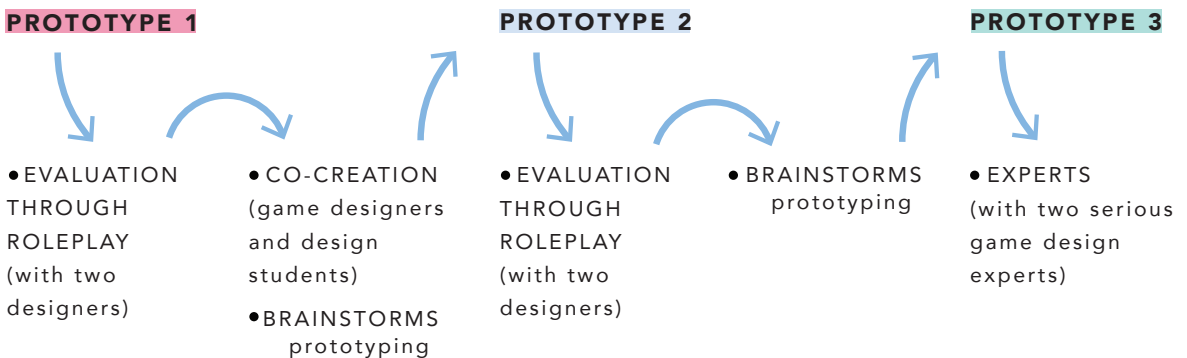 PROTOTYPE 1
PROTOTYPE 2
PROTOTYPE 3
•EVALUATION
THROUGH
ROLEPLAY
(with two
designers)
• CO-CREATION
(game designers
and design
students)
•BRAINSTORMS
prototyping
• EVALUATION
THROUGH
ROLEPLAY
(with two
designers)
• BRAINSTORMS
prototyping
• EXPERTS
(with two serious
game design
experts)